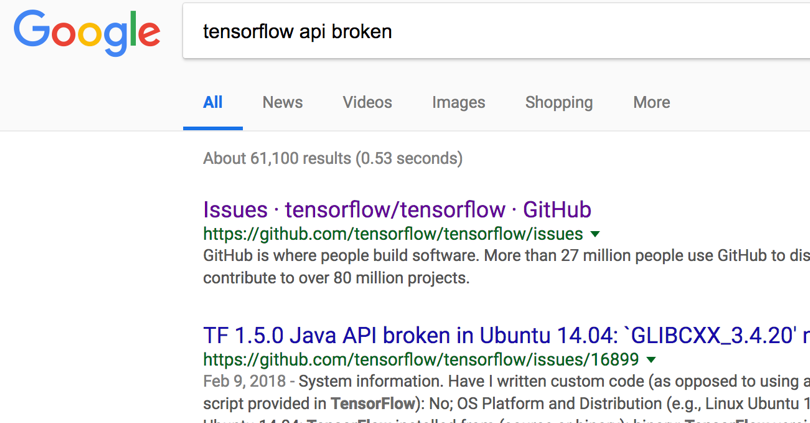 Google
tensorflow api broken
All News Videos Images Shopping More
About 61,100 results (0.53 seconds)
Issues · tensorflow/tensorflow · GitHub
https://github.com/tensorflow/tensorflow/issues
GitHub is where people build software. More than 27 million people use GitHub to dis
contribute to over 80 million projects.
TF 1.5.0 Java API broken in Ubuntu 14.04: `GLIBCXX_3.4.20'
https://github.com/tensorflow/tensorflow/issues/16899
Feb 9, 2018 - System information. Have I written custom code (as opposed to using a
script provided in TensorFlow): No; OS Platform and Distribution (e.g., Linux Ubuntu 1